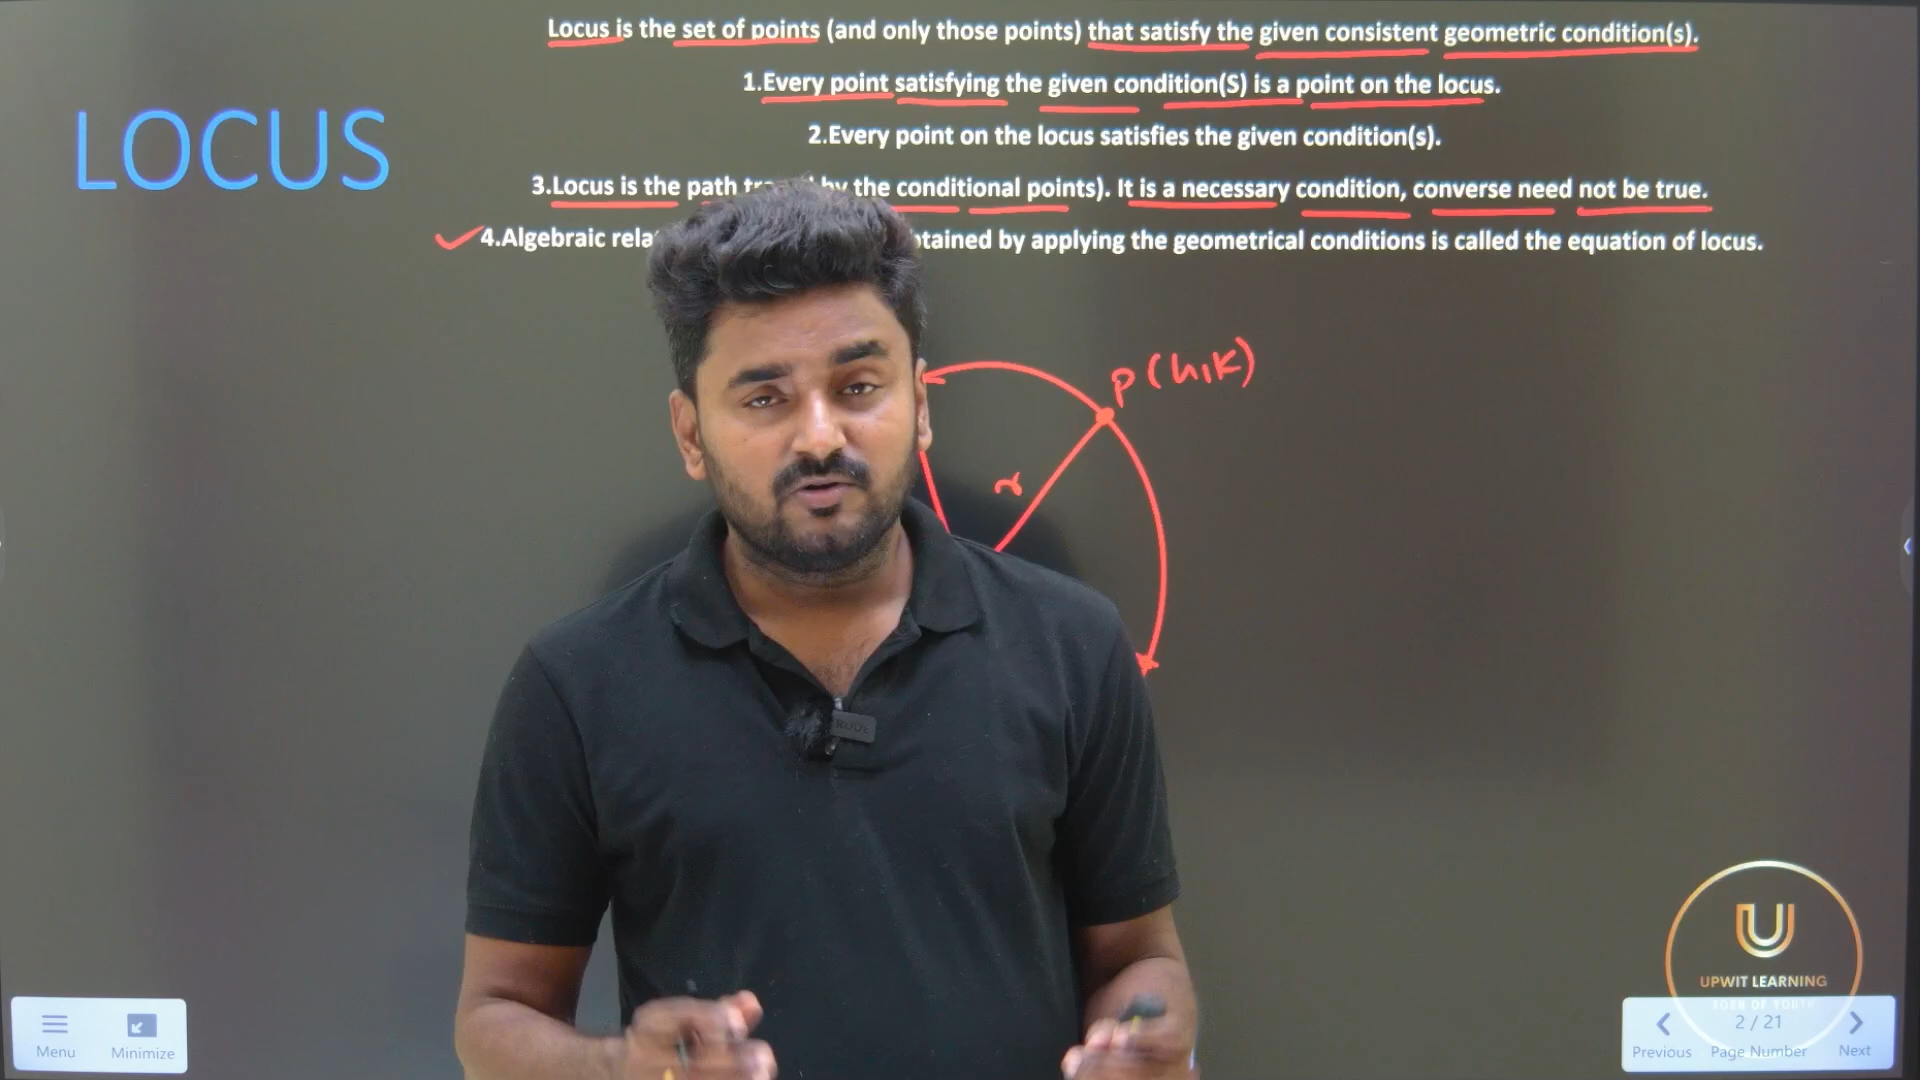 Locus is the set of points (and only those points) that satisfy the given consistent geometric condition(s).
1.Every point satisfying the given condition(S) is a point on the locus.
2.Every point on the locus satisfies the given condition(s).
LOCUS
3.Locus is the path by the conditional points). It is a necessary condition, converse need not be true.
4.Algebraic by applying the geometrical conditions is called the equation of locus.
P(h,K)
r
RODE
UPWIT LEARNING
Menu
Minimize
2 / 21
Previous
Page Number
Next